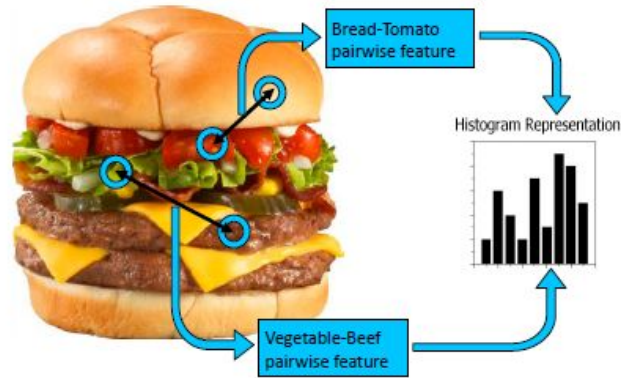 Bread-Tomato
pairwise feature
Histogram Representation
Vegetable-Beef
pairwise feature